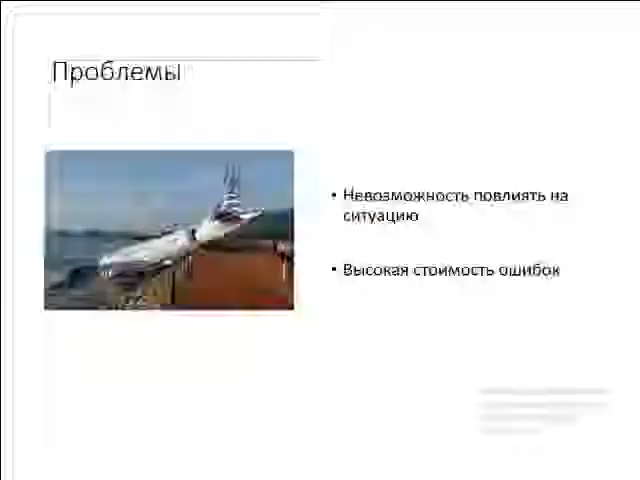 Проблемы
• Невозможность повлиять на
ситуацию
• Высокая стоимость ошибок